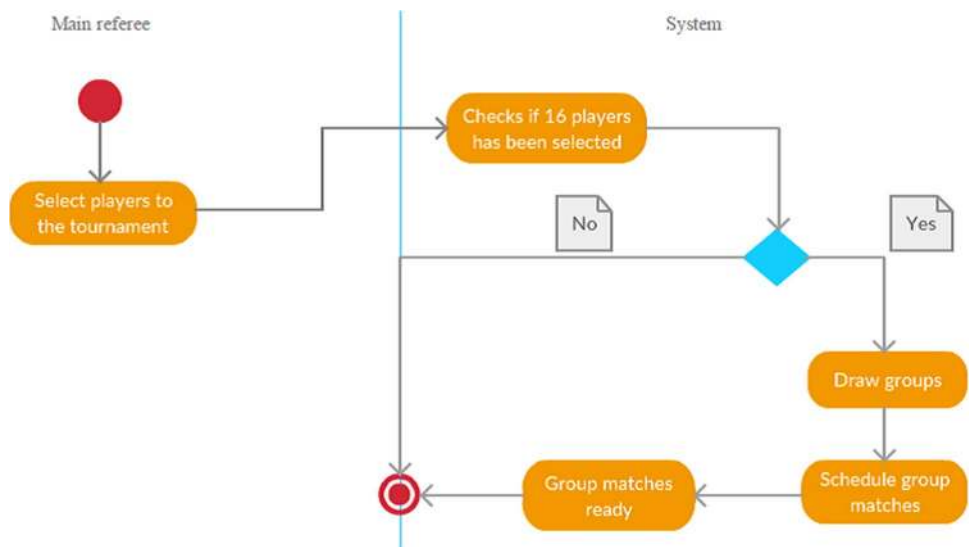 Main referee
System
Checks if 16 players
has been selected
Select players to
the tournament
No
Yes
Draw groups
Group matches
ready
Schedule group
matches